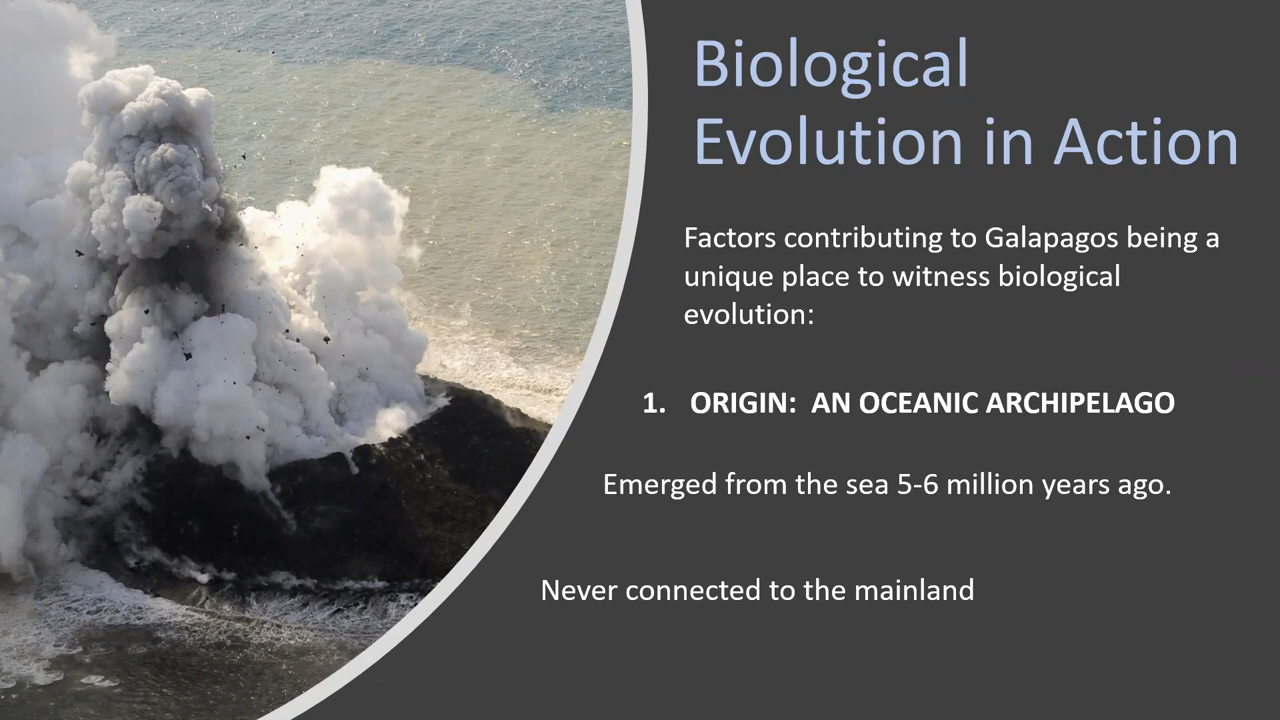 Biological
Evolution in Action
Factors contributing to Galapagos being a
unique place to witness biological
evolution:
1. ORIGIN: AN OCEANIC ARCHIPELAGO
Emerged from the sea 5-6 million years ago.
Never connected to the mainland